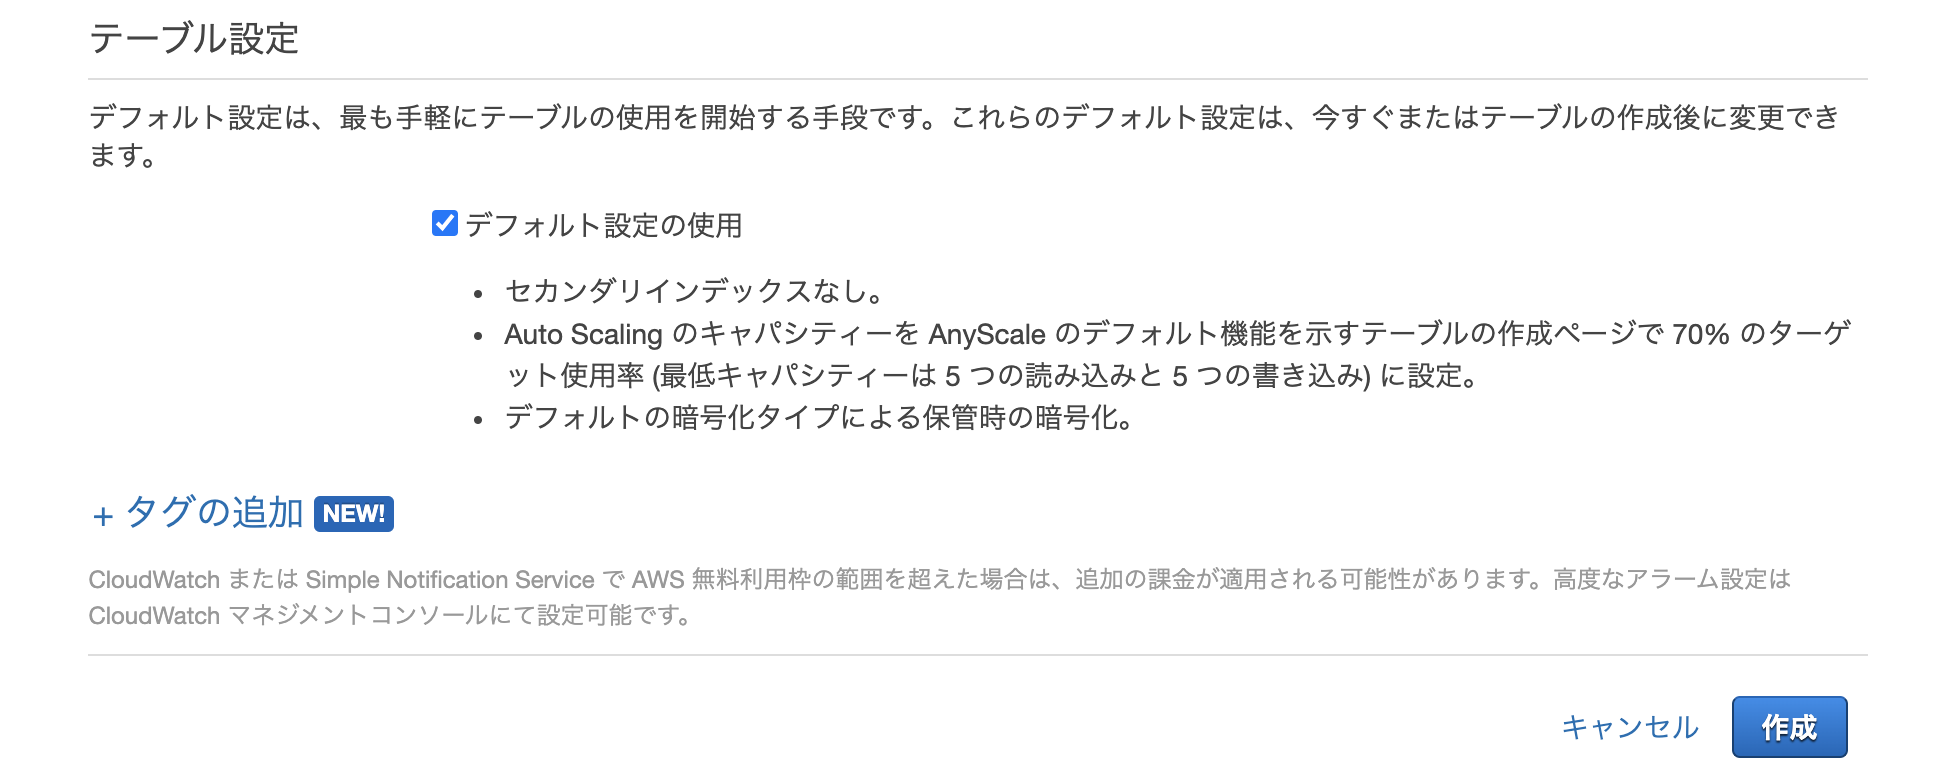 テーブル設定
デフォルト設定は、最も手軽にテーブルの使用を開始する手段です。これらのデフォルト設定は、今すぐまたはテーブルの作成後に変更でき
ます。
デフォルト設定の使用
• セカンダリインデックスなし。
• Auto Scaling のキャパシティーを AnyScale のデフォルト機能を示すテーブルの作成ページで 70% のターゲ
ット使用率 (最低キャパシティーは 5 つの読み込みと 5 つの書き込み) に設定。
• デフォルトの暗号化タイプによる保管時の暗号化。
+ タグの追加 NEW!
CloudWatch または Simple Notification Service で AWS 無料利用枠の範囲を超えた場合は、追加の課金が適用される可能性があります。高度なアラーム設定は
CloudWatch マネジメントコンソールにて設定可能です。
キャンセル 作成